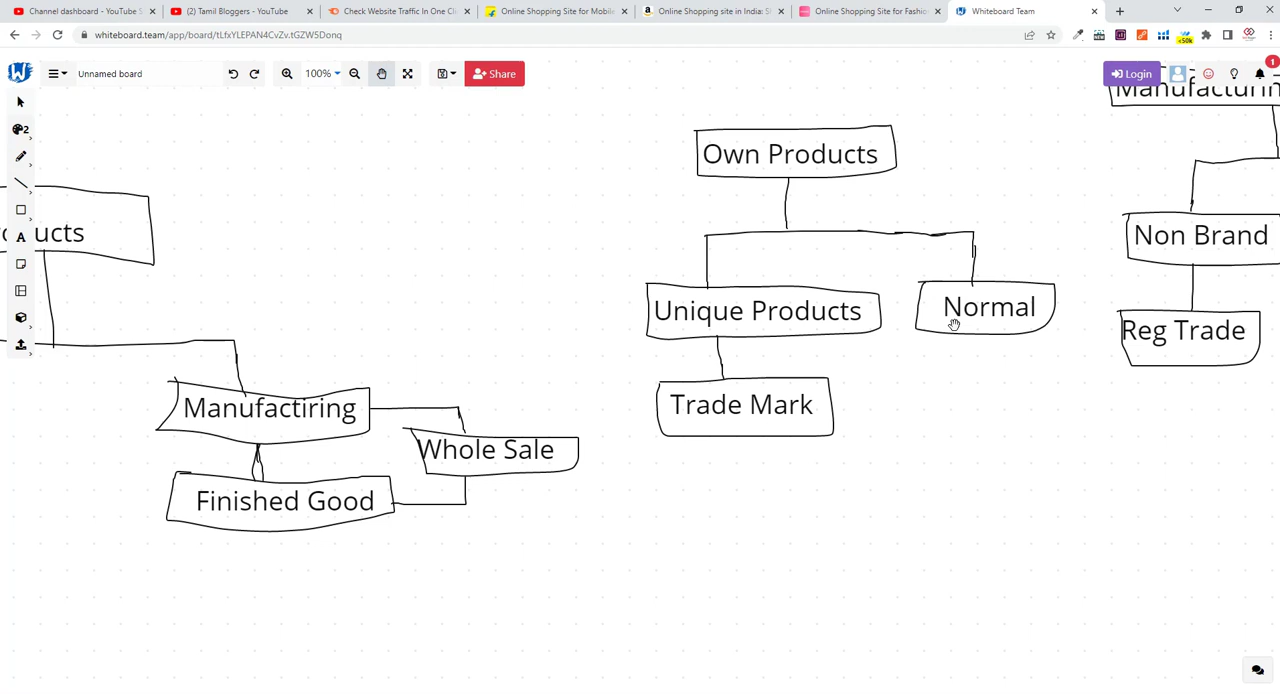 Channel dashboard - YouTube S
(2) Tamil Bloggers - YouTube
Check Website Traffic In One Cl
Online Shopping Site for Mobile
Online Shopping site in India: S
Online Shopping Site for Fashio
Whiteboard Team
whiteboard.team/app/board/tLfxYLEPAN4CvZv.tGZW5Donq
Unnamed board
100%
Share
Login
1
2
<50k
Manufacturin
Own Products
ucts
Non Brand
Unique Products
Normal
Reg Trade
Manufactiring
Trade Mark
Whole Sale
Finished Good